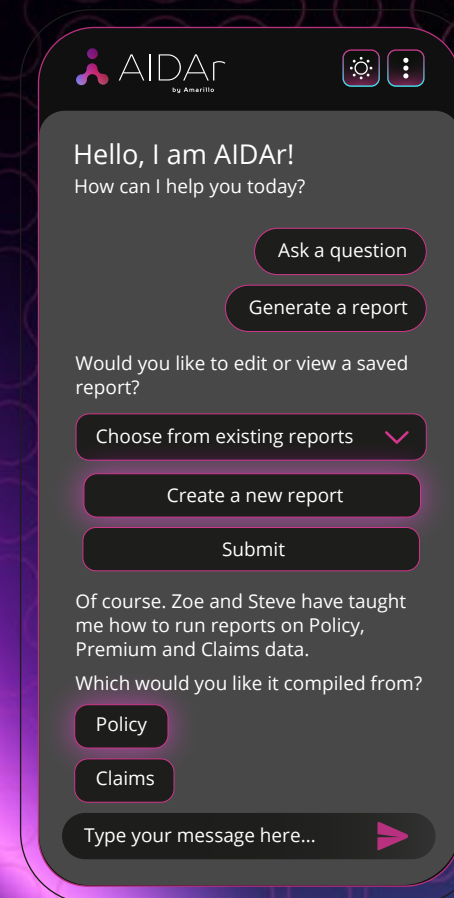 AIDAr
by Amarillo
Hello, I am AIDAr!
How can I help you today?
Ask a question
Generate a report
Would you like to edit or view a saved
report?
Choose from existing reports
Create a new report
Submit
Of course. Zoe and Steve have taught
me how to run reports on Policy,
Premium and Claims data.
Which would you like it compiled from?
Policy
Claims
Type your message here...